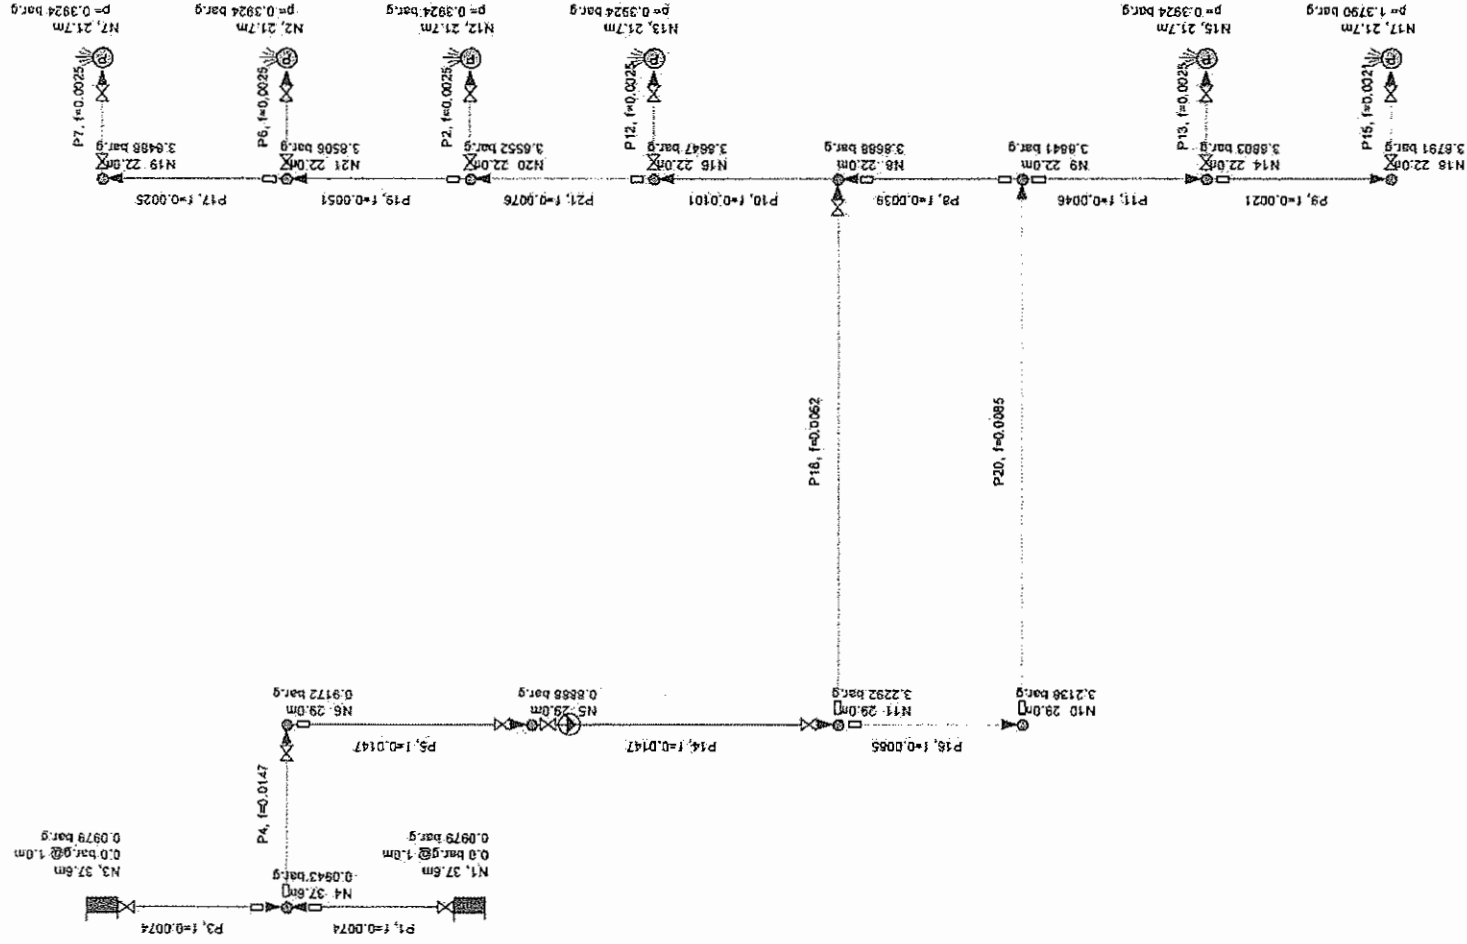 N7, 21.7m
p= 0.3924 bar.g
N2, 21.7m
p= 0.3924 bar.g
N12, 21.7m
p= 0.3924 bar.g
N13, 21.7m
p= 0.3924 bar.g
N15, 21.7m
p= 0.3924 bar.g
N17, 21.7m
p= 1.3790 bar.g
P7, f=0.0025
P6, f=0.0025
P2, f=0.0025
P12, f=0.0025
P13, f=0.0025
P15, f=0.0021
N19 22.0m
3.8488 bar.g
N21 22.0m
3.8506 bar.g
N20 22.0m
3.8552 bar.g
N16 22.0m
3.8647 bar.g
N8 22.0m
3.8688 bar.g
N9 22.0m
3.8841 bar.g
N14 22.0m
3.8803 bar.g
N18 22.0m
3.8791 bar.g
P17, f=0.0025
P19, f=0.0051
P21, f=0.0076
P10, f=0.0101
P8, f=0.0039
P11, f=0.0046
P9, f=0.0021
P18, f=0.0062
P20, f=0.0085
N6 29.0m
0.9172 bar.g
N5 29.0m
0.8888 bar.g
N11 29.0m
3.2292 bar.g
N10 29.0m
3.2138 bar.g
P5, f=0.0147
P14, f=0.0147
P16, f=0.0085
P4, f=0.0147
N3, 37.6m
0.0 bar.g@ 1.0m
0.0979 bar.g
N4 37.6m
0.0943 bar.g
N1, 37.6m
0.0 bar.g@ 1.0m
0.0979 bar.g
P3, f=0.0074
P1, f=0.0074